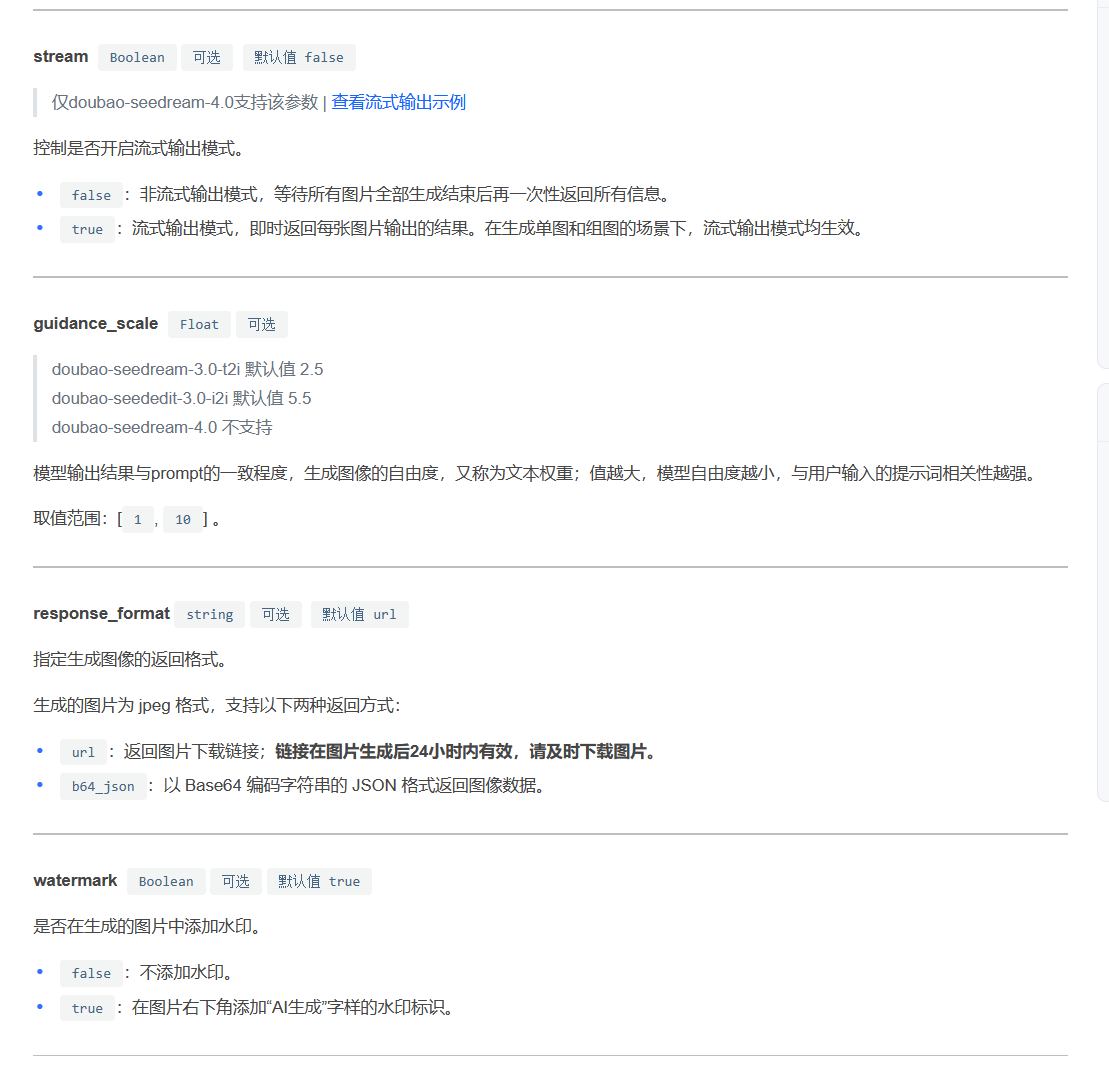 stream Boolean 可选 默认值 false
仅doubao-seedream-4.0支持该参数 | 查看流式输出示例
控制是否开启流式输出模式。
false：非流式输出模式，等待所有图片全部生成结束后再一次性返回所有信息。
true：流式输出模式，即时返回每张图片输出的结果。在生成单图和组图的场景下，流式输出模式均生效。
guidance_scale Float 可选
doubao-seedream-3.0-t2i 默认值 2.5
doubao-seededit-3.0-i2i 默认值 5.5
doubao-seedream-4.0 不支持
模型输出结果与prompt的一致程度，生成图像的自由度，又称为文本权重；值越大，模型自由度越小，与用户输入的提示词相关性越强。
取值范围：[ 1 , 10 ] 。
response_format string 可选 默认值 url
指定生成图像的返回格式。
生成的图片为 jpeg 格式，支持以下两种返回方式：
url：返回图片下载链接；链接在图片生成后24小时内有效，请及时下载图片。
b64_json：以 Base64 编码字符串的 JSON 格式返回图像数据。
watermark Boolean 可选 默认值 true
是否在生成的图片中添加水印。
false：不添加水印。
true：在图片右下角添加“AI生成”字样的水印标识。